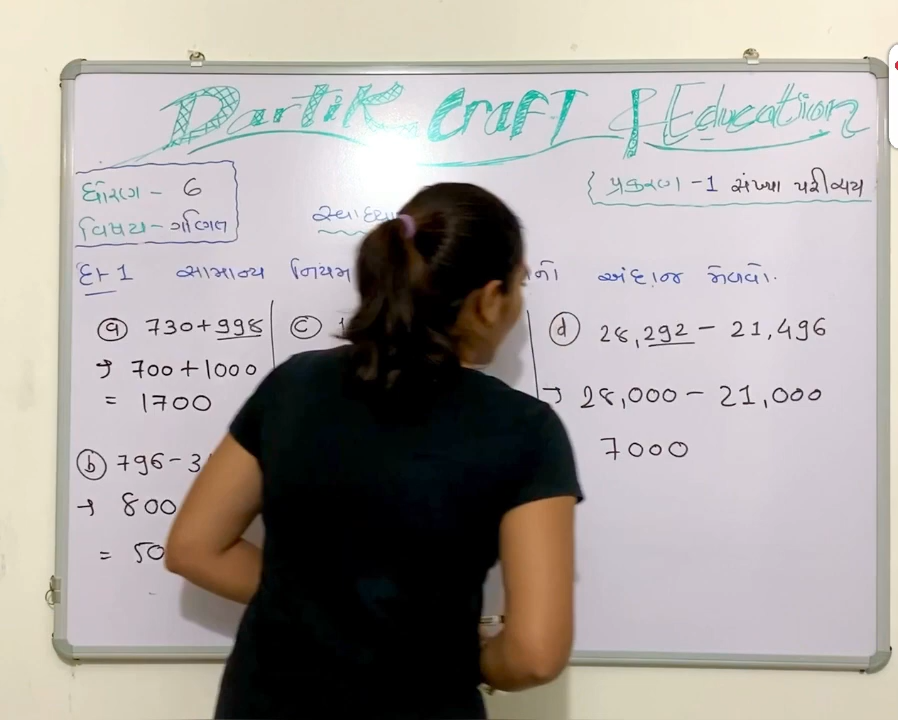 Dartik craft & Education
ધોરણ - 6
વિષય - ગણિત
પ્રકરણ -1 સંખ્યા પરીચય
દા-1 સામાન્ય નિયમ અંદાજ મેળવો.
(a) 730+998
→ 700+1000
= 1700
(b) 796-3
→ 800
= 50
(c)
(d) 28,292 - 21,496
→ 28,000 - 21,000
7000